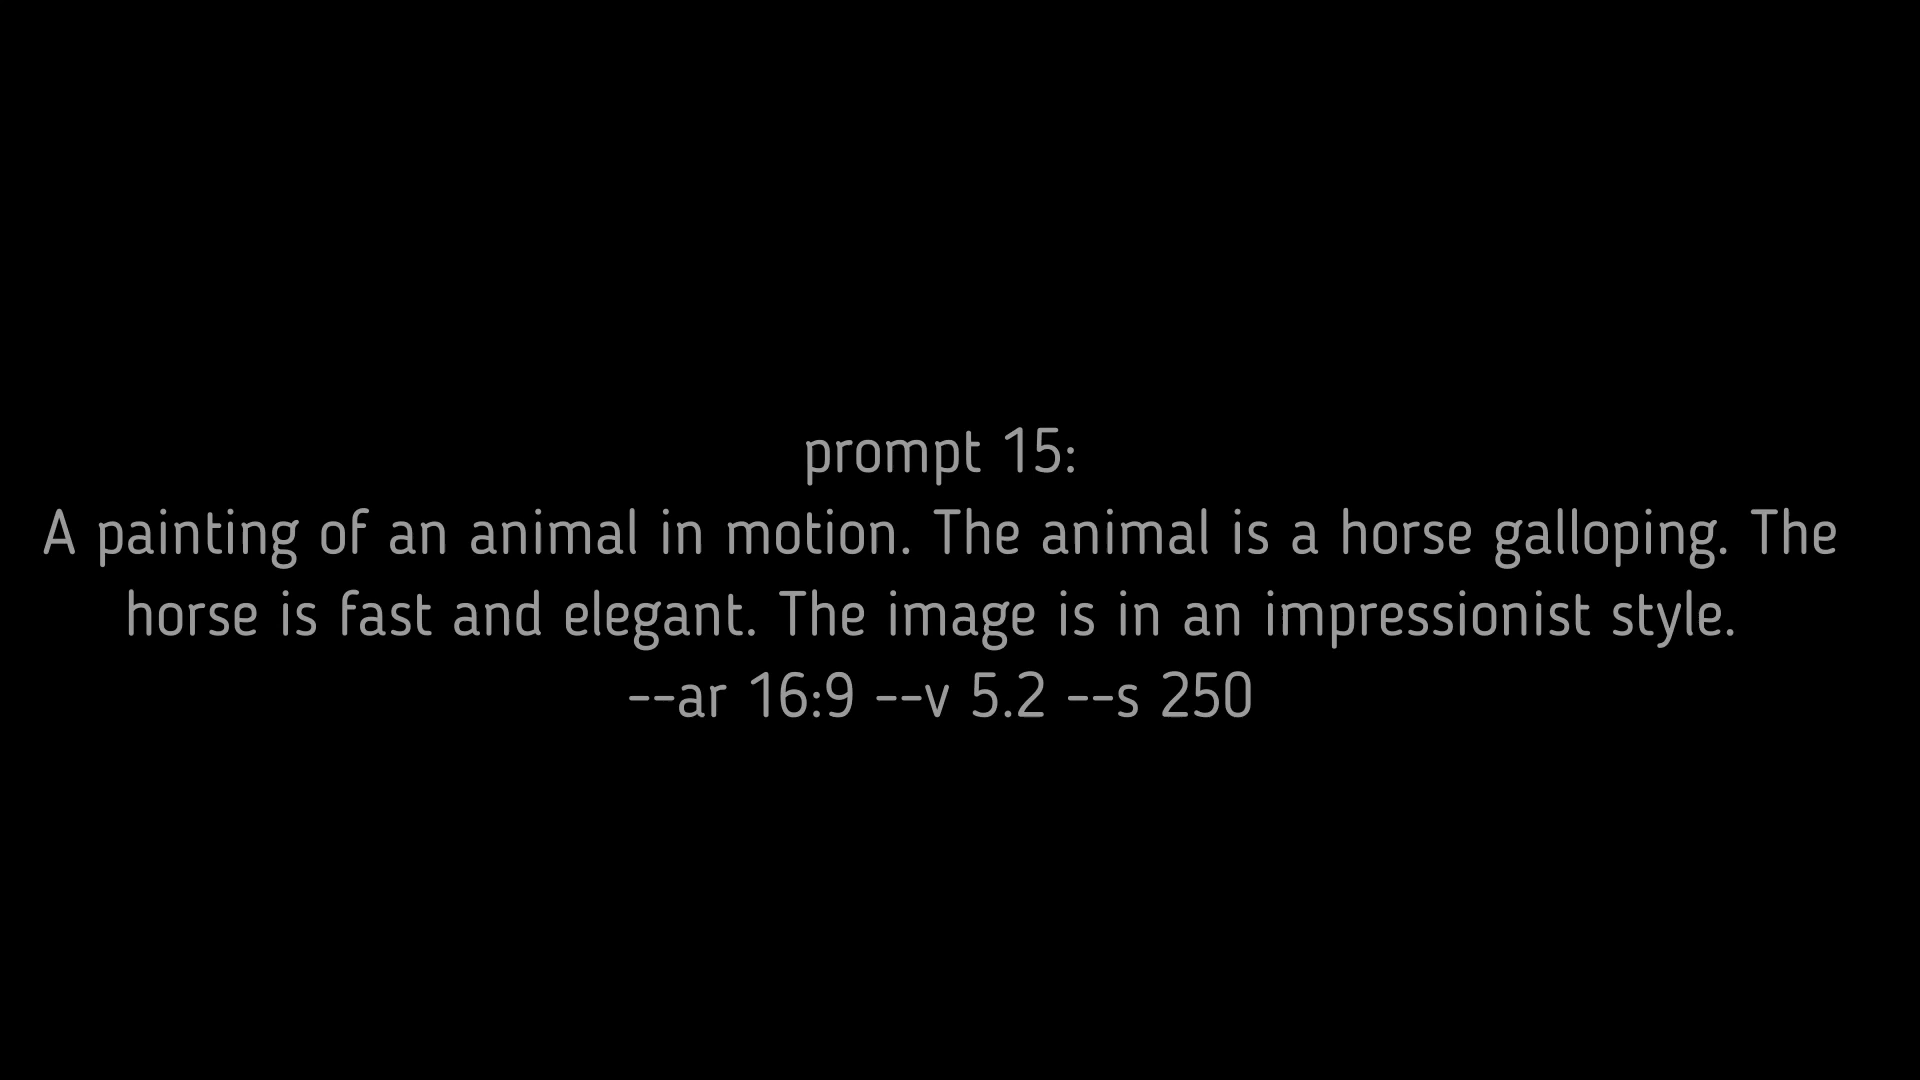 prompt 15:
A painting of an animal in motion. The animal is a horse galloping. The
horse is fast and elegant. The image is in an impressionist style.
--ar 16:9 --v 5.2 --s 250